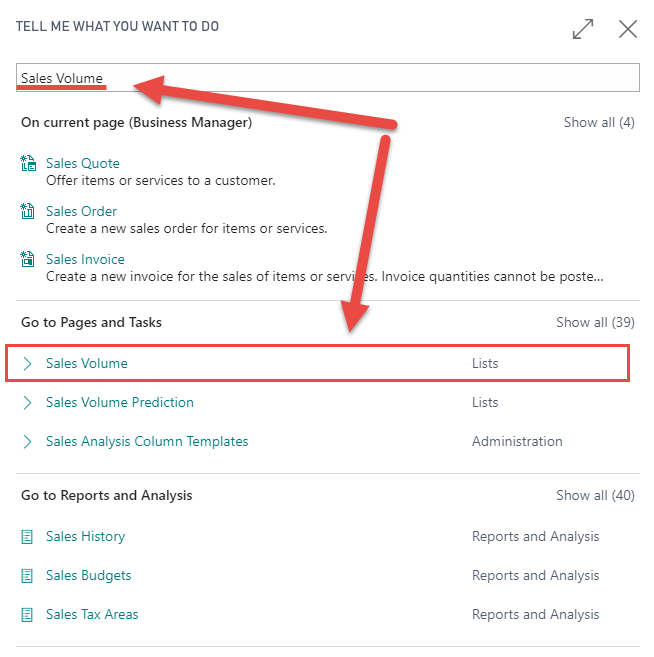 TELL ME WHAT YOU WANT TO DO
Sales Volume
On current page (Business Manager) Show all (4)
Sales Quote
Offer items or services to a customer.
Sales Order
Create a new sales order for items or services.
Sales Invoice
Create a new invoice for the sales of items or services. Invoice quantities cannot be poste...
Go to Pages and Tasks Show all (39)
Sales Volume Lists
Sales Volume Prediction Lists
Sales Analysis Column Templates Administration
Go to Reports and Analysis Show all (40)
Sales History Reports and Analysis
Sales Budgets Reports and Analysis
Sales Tax Areas Reports and Analysis